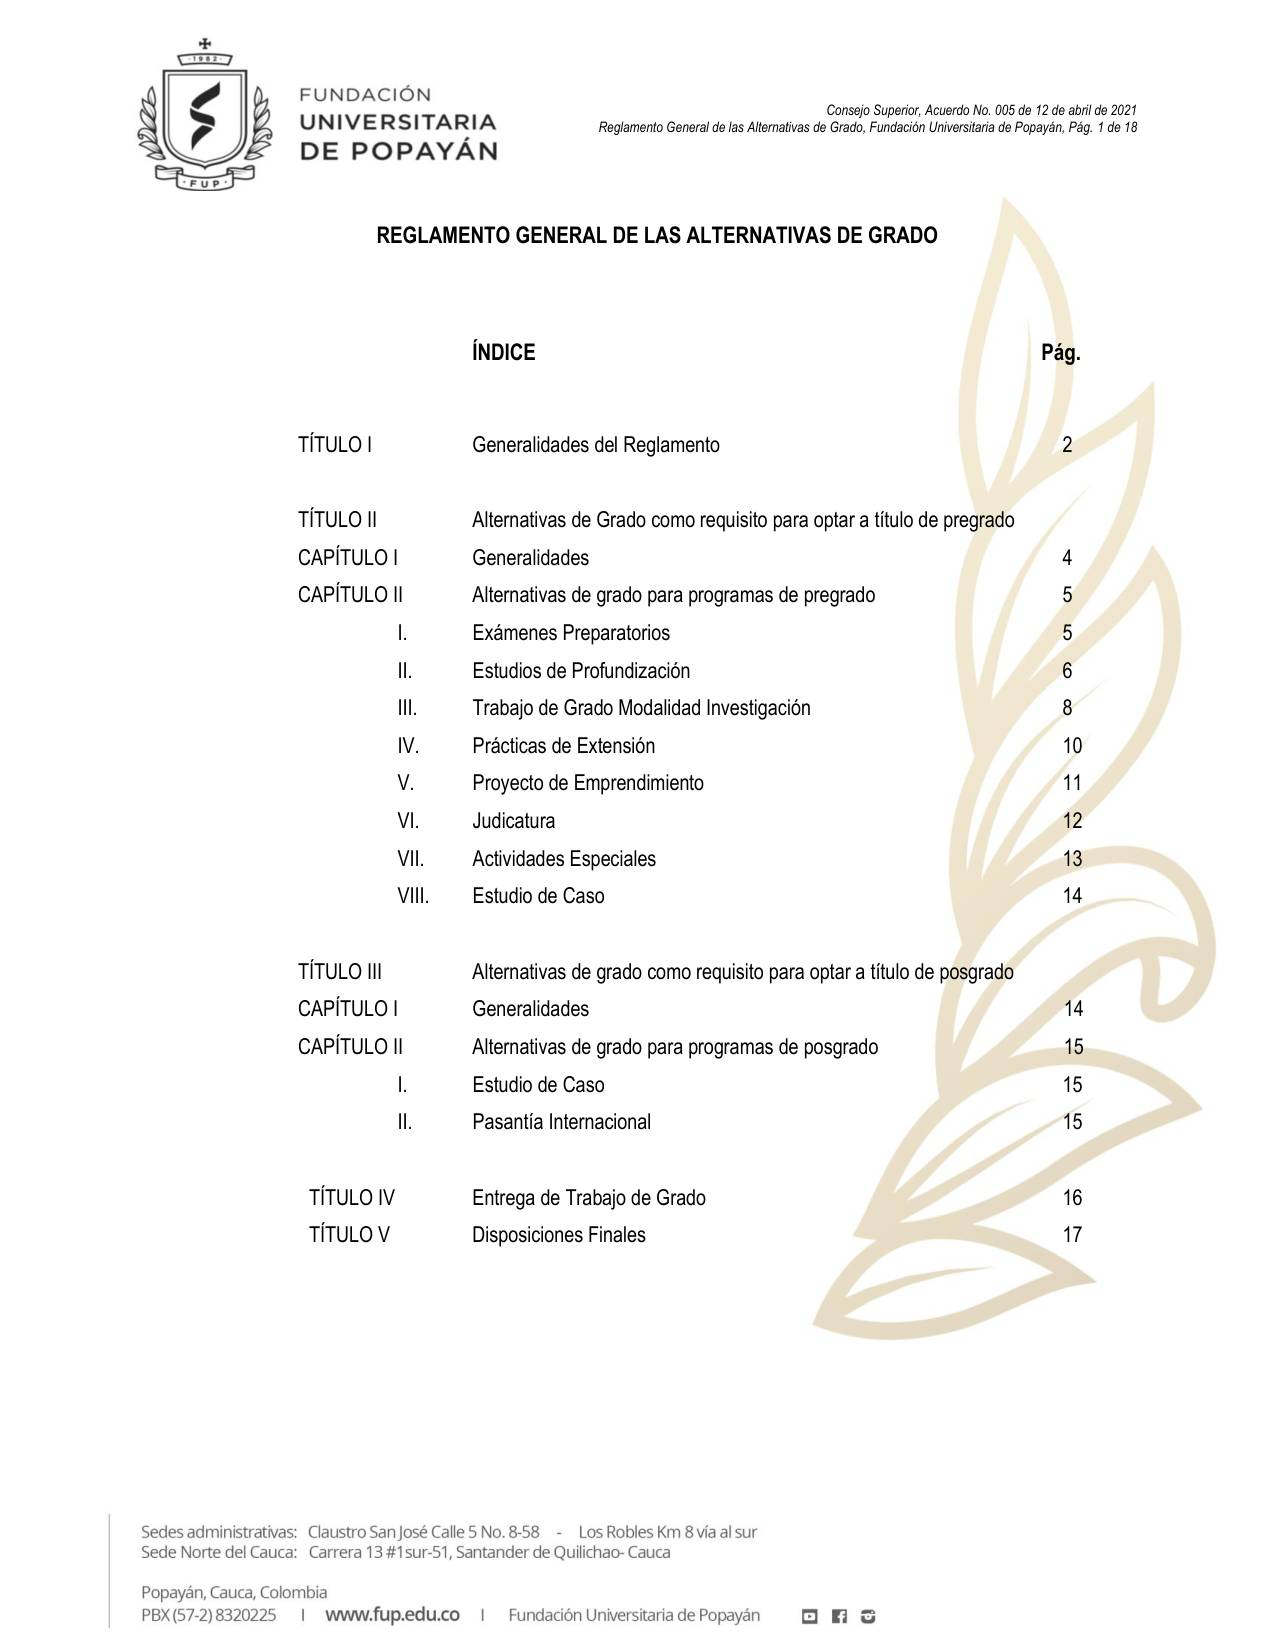 1982
FUP
FUNDACIÓN
UNIVERSITARIA
DE POPAYÁN
Consejo Superior, Acuerdo No. 005 de 12 de abril de 2021
Reglamento General de las Alternativas de Grado, Fundación Universitaria de Popayán, Pág. 1 de 18
REGLAMENTO GENERAL DE LAS ALTERNATIVAS DE GRADO
ÍNDICE Pág.
TÍTULO I Generalidades del Reglamento 2
TÍTULO II Alternativas de Grado como requisito para optar a título de pregrado
CAPÍTULO I Generalidades 4
CAPÍTULO II Alternativas de grado para programas de pregrado 5
I. Exámenes Preparatorios 5
II. Estudios de Profundización 6
III. Trabajo de Grado Modalidad Investigación 8
IV. Prácticas de Extensión 10
V. Proyecto de Emprendimiento 11
VI. Judicatura 12
VII. Actividades Especiales 13
VIII. Estudio de Caso 14
TÍTULO III Alternativas de grado como requisito para optar a título de posgrado
CAPÍTULO I Generalidades 14
CAPÍTULO II Alternativas de grado para programas de posgrado 15
I. Estudio de Caso 15
II. Pasantía Internacional 15
TÍTULO IV Entrega de Trabajo de Grado 16
TÍTULO V Disposiciones Finales 17
Sedes administrativas: Claustro San José Calle 5 No. 8-58 - Los Robles Km 8 vía al sur
Sede Norte del Cauca: Carrera 13 #1sur-51, Santander de Quilichao- Cauca
Popayán, Cauca, Colombia
PBX (57-2) 8320225 I www.fup.edu.co I Fundación Universitaria de Popayán